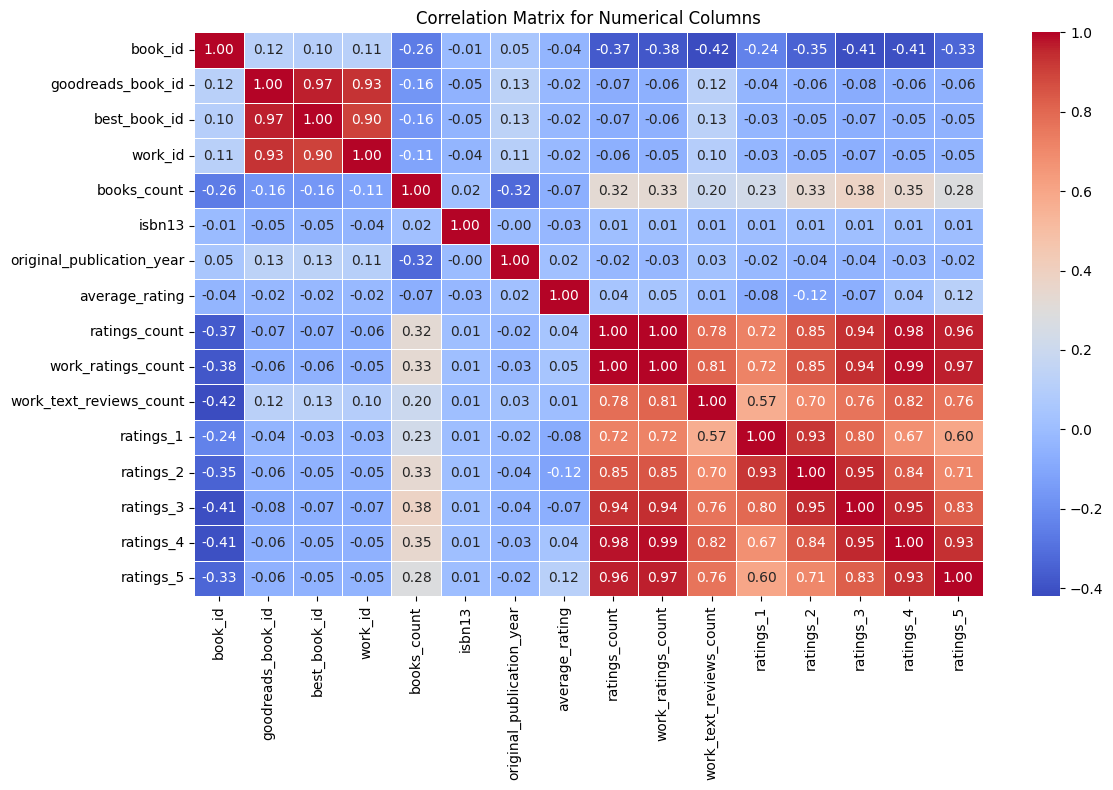 Correlation Matrix for Numerical Columns
book_id 1.00 0.12 0.10 0.11 -0.26 -0.01 0.05 -0.04 -0.37 -0.38 -0.42 -0.24 -0.35 -0.41 -0.41 -0.33
goodreads_book_id 0.12 1.00 0.97 0.93 -0.16 -0.05 0.13 -0.02 -0.07 -0.06 0.12 -0.04 -0.06 -0.08 -0.06 -0.06
best_book_id 0.10 0.97 1.00 0.90 -0.16 -0.05 0.13 -0.02 -0.07 -0.06 0.13 -0.03 -0.05 -0.07 -0.05 -0.05
work_id 0.11 0.93 0.90 1.00 -0.11 -0.04 0.11 -0.02 -0.06 -0.05 0.10 -0.03 -0.05 -0.07 -0.05 -0.05
books_count -0.26 -0.16 -0.16 -0.11 1.00 0.02 -0.32 -0.07 0.32 0.33 0.20 0.23 0.33 0.38 0.35 0.28
isbn13 -0.01 -0.05 -0.05 -0.04 0.02 1.00 -0.00 -0.03 0.01 0.01 0.01 0.01 0.01 0.01 0.01 0.01
original_publication_year 0.05 0.13 0.13 0.11 -0.32 -0.00 1.00 0.02 -0.02 -0.03 0.03 -0.02 -0.04 -0.04 -0.03 -0.02
average_rating -0.04 -0.02 -0.02 -0.02 -0.07 -0.03 0.02 1.00 0.04 0.05 0.01 -0.08 -0.12 -0.07 0.04 0.12
ratings_count -0.37 -0.07 -0.07 -0.06 0.32 0.01 -0.02 0.04 1.00 1.00 0.78 0.72 0.85 0.94 0.98 0.96
work_ratings_count -0.38 -0.06 -0.06 -0.05 0.33 0.01 -0.03 0.05 1.00 1.00 0.81 0.72 0.85 0.94 0.99 0.97
work_text_reviews_count -0.42 0.12 0.13 0.10 0.20 0.01 0.03 0.01 0.78 0.81 1.00 0.57 0.70 0.76 0.82 0.76
ratings_1 -0.24 -0.04 -0.03 -0.03 0.23 0.01 -0.02 -0.08 0.72 0.72 0.57 1.00 0.93 0.80 0.67 0.60
ratings_2 -0.35 -0.06 -0.05 -0.05 0.33 0.01 -0.04 -0.12 0.85 0.85 0.70 0.93 1.00 0.95 0.84 0.71
ratings_3 -0.41 -0.08 -0.07 -0.07 0.38 0.01 -0.04 -0.07 0.94 0.94 0.76 0.80 0.95 1.00 0.95 0.83
ratings_4 -0.41 -0.06 -0.05 -0.05 0.35 0.01 -0.03 0.04 0.98 0.99 0.82 0.67 0.84 0.95 1.00 0.93
ratings_5 -0.33 -0.06 -0.05 -0.05 0.28 0.01 -0.02 0.12 0.96 0.97 0.76 0.60 0.71 0.83 0.93 1.00
book_id
goodreads_book_id
best_book_id
work_id
books_count
isbn13
original_publication_year
average_rating
ratings_count
work_ratings_count
work_text_reviews_count
ratings_1
ratings_2
ratings_3
ratings_4
ratings_5
1.0
0.8
0.6
0.4
0.2
0.0
−0.2
−0.4